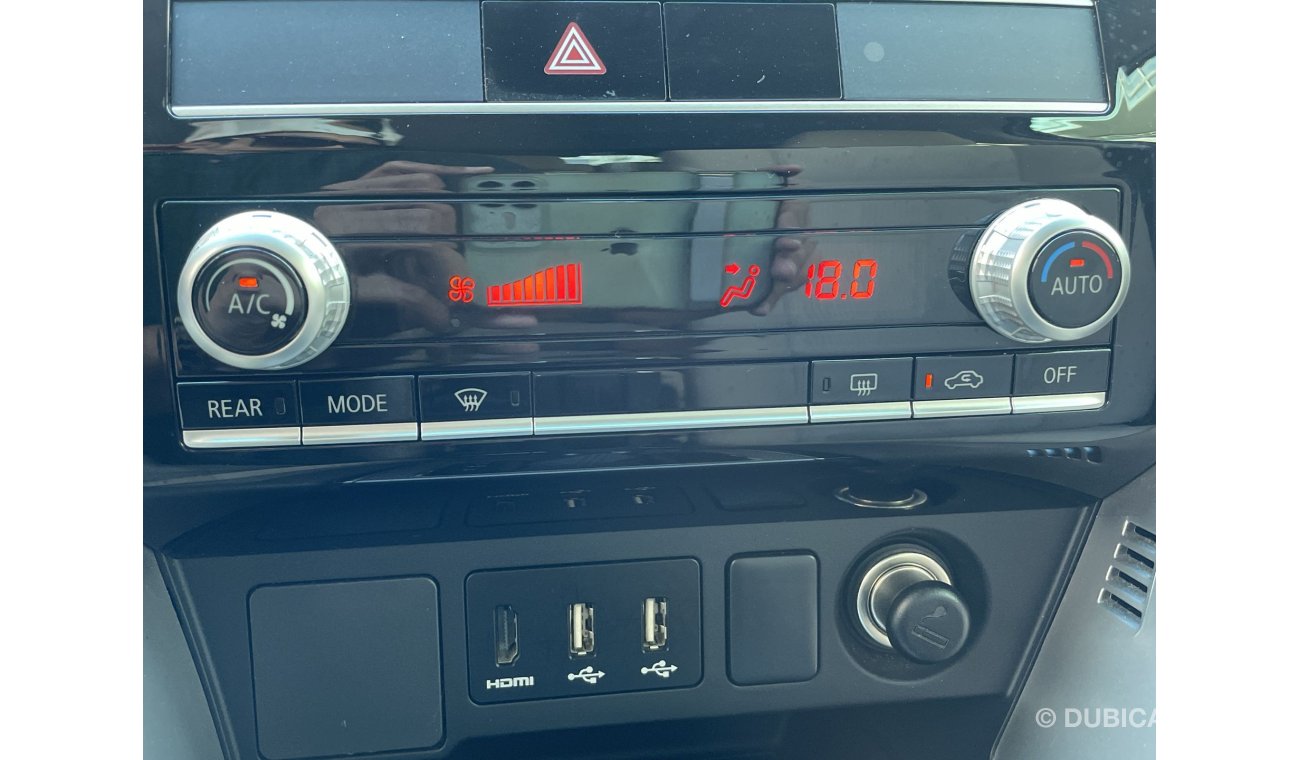 18.0
A/C
AUTO
REAR
MODE
OFF
HDMI
© DUBICA